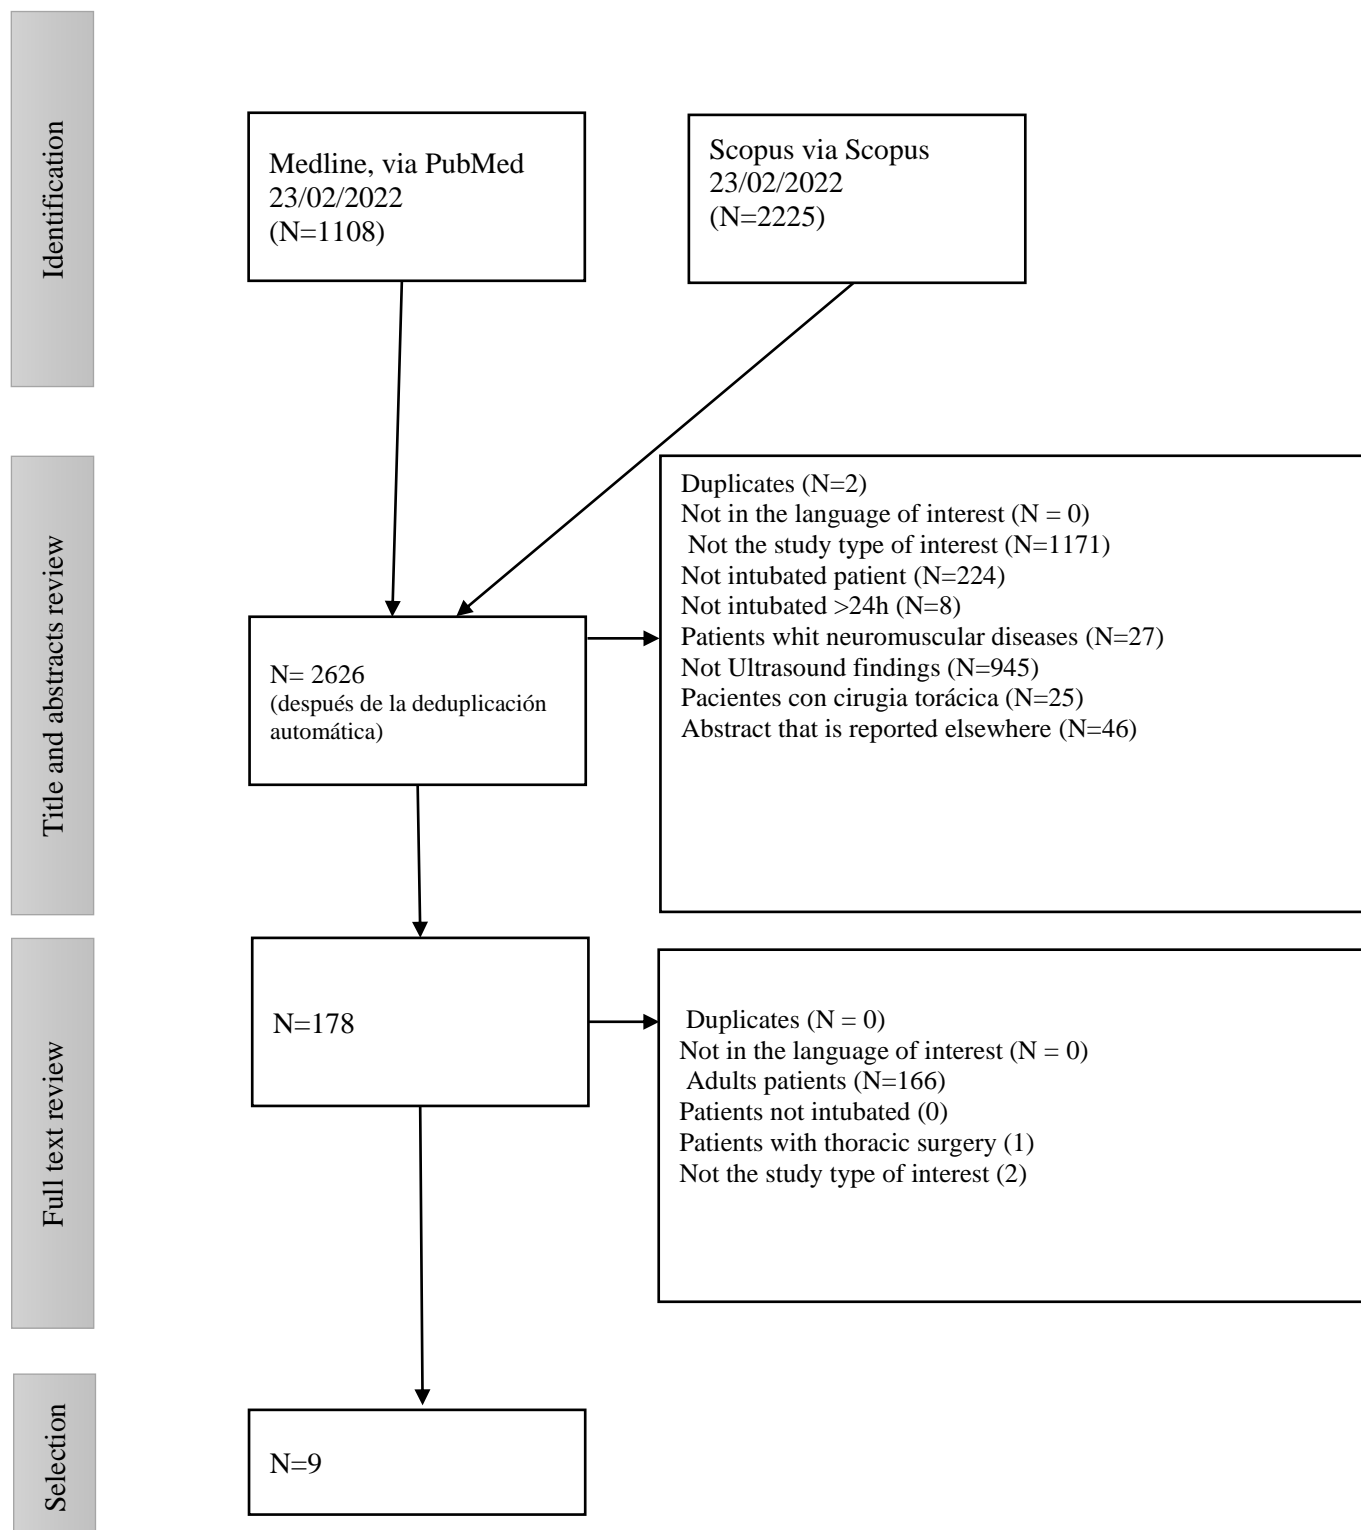 Identification
Medline, via PubMed
23/02/2022
(N=1108)
Scopus via Scopus
23/02/2022
(N=2225)
Title and abstracts review
N= 2626
(después de la deduplicación
automática)
Duplicates (N=2)
Not in the language of interest (N = 0)
Not the study type of interest (N=1171)
Not intubated patient (N=224)
Not intubated >24h (N=8)
Patients whit neuromuscular diseases (N=27)
Not Ultrasound findings (N=945)
Pacientes con cirugia torácica (N=25)
Abstract that is reported elsewhere (N=46)
Full text review
N=178
Duplicates (N = 0)
Not in the language of interest (N = 0)
Adults patients (N=166)
Patients not intubated (0)
Patients with thoracic surgery (1)
Not the study type of interest (2)
Selection
N=9